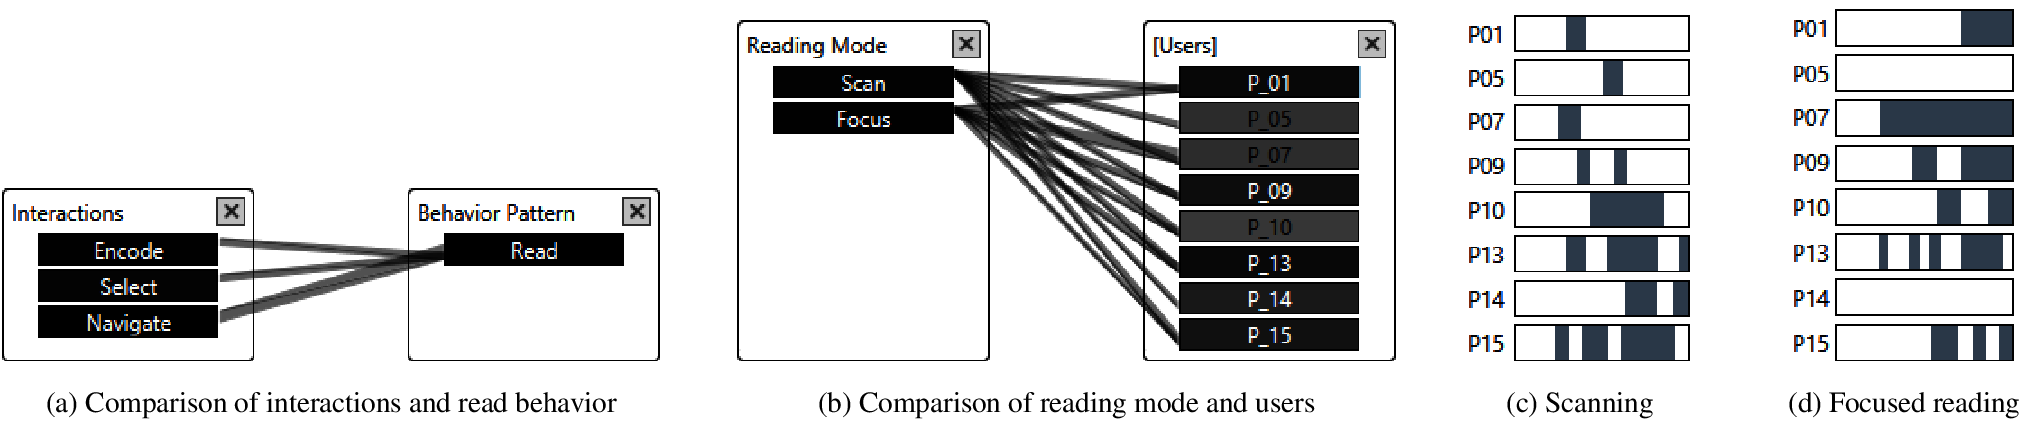 Interactions
Encode
Select
Navigate
Behavior Pattern
Read
(a) Comparison of interactions and read behavior
Reading Mode
Scan
Focus
[Users]
P_01
P_05
P_07
P_09
P_10
P_13
P_14
P_15
(b) Comparison of reading mode and users
P01
P05
P07
P09
P10
P13
P14
P15
(c) Scanning
P01
P05
P07
P09
P10
P13
P14
P15
(d) Focused reading